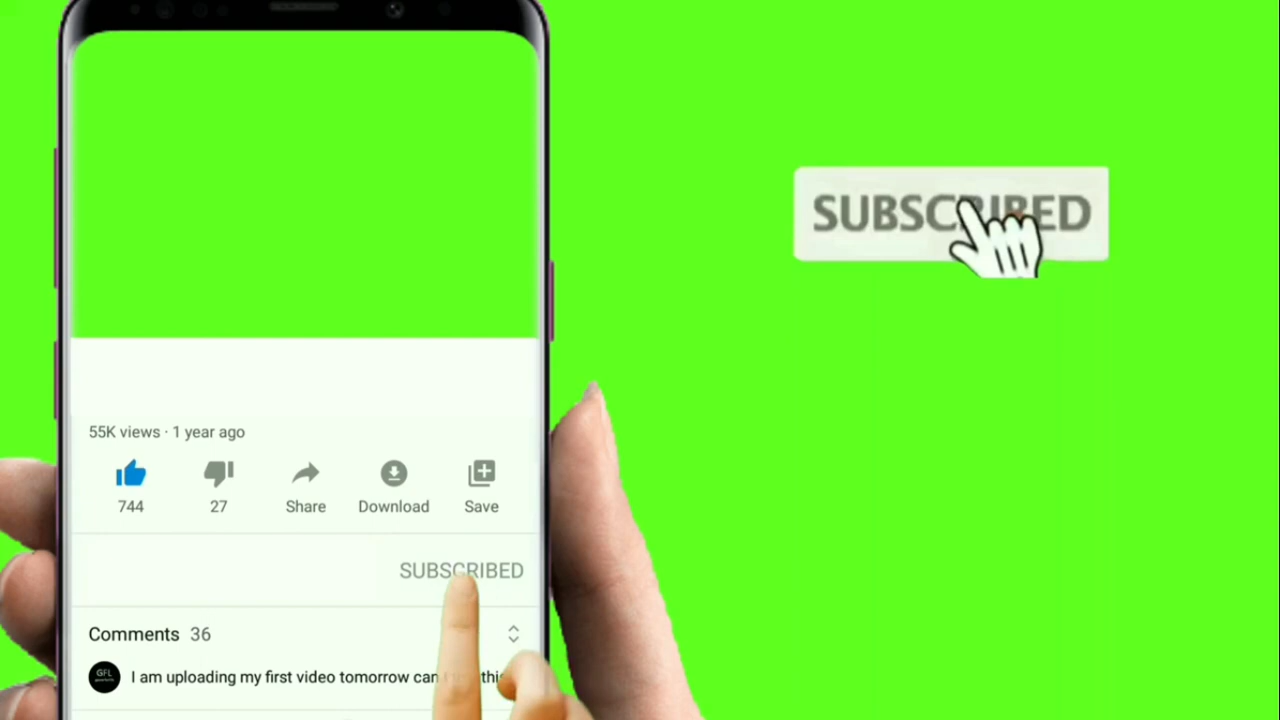 SUBSCRIBED
55K views · 1 year ago
744
27
Share
Download
Save
SUBSCRIBED
Comments 36
GFL
I am uploading my first video tomorrow can